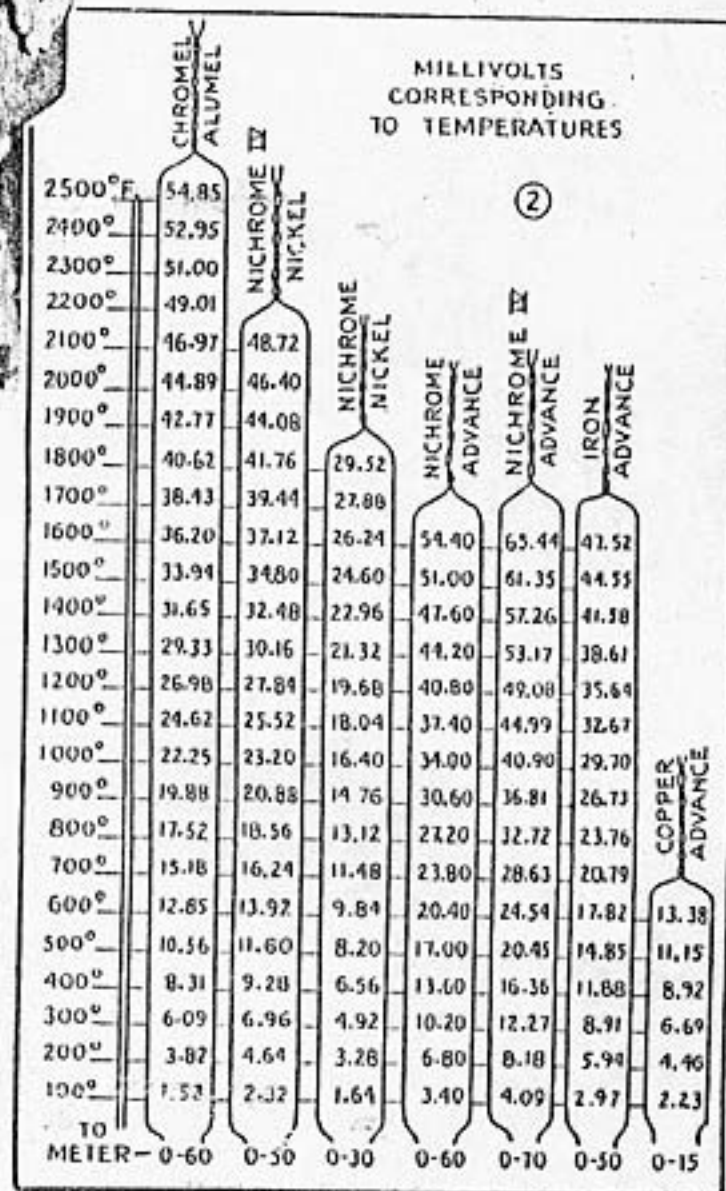 MILLIVOLTS
CORRESPONDING
TO TEMPERATURES
②
CHROMEL
ALUMEL
NICHROME IV
NICKEL
NICHROME
NICKEL
NICHROME
ADVANCE
NICHROME IV
ADVANCE
IRON
ADVANCE
COPPER
ADVANCE
2500°F 54.85
2400° 52.95
2300° 51.00
2200° 49.01
2100° 46.97 48.72
2000° 44.89 46.40
1900° 42.77 44.08
1800° 40.62 41.76 29.52
1700° 38.43 39.44 27.88
1600° 36.20 37.12 26.24 54.40 65.44 47.52
1500° 33.94 34.80 24.60 51.00 61.35 44.55
1400° 31.65 32.48 22.96 47.60 57.26 41.58
1300° 29.33 30.16 21.32 44.20 53.17 38.61
1200° 26.98 27.84 19.68 40.80 49.08 35.64
1100° 24.62 25.52 18.04 37.40 44.99 32.67
1000° 22.25 23.20 16.40 34.00 40.90 29.70
900° 19.88 20.88 14.76 30.60 36.81 26.73
800° 17.52 18.56 13.12 27.20 32.72 23.76
700° 15.18 16.24 11.48 23.80 28.63 20.79
600° 12.85 13.92 9.84 20.40 24.54 17.82 13.38
500° 10.56 11.60 8.20 17.00 20.45 14.85 11.15
400° 8.31 9.28 6.56 13.60 16.36 11.88 8.92
300° 6.09 6.96 4.92 10.20 12.27 8.91 6.69
200° 3.82 4.64 3.28 6.80 8.18 5.94 4.46
100° 2.32 1.64 3.40 4.09 2.97 2.23
TO
METER - 0-60 0-50 0-30 0-60 0-70 0-50 0-15